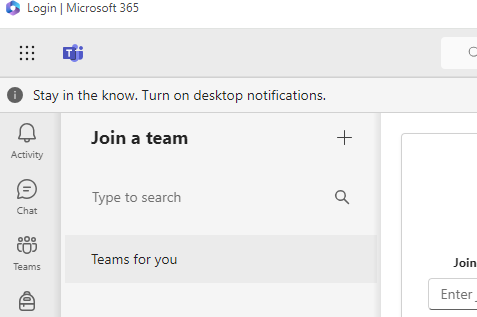 Login | Microsoft 365
Stay in the know. Turn on desktop notifications.
Activity
Chat
Teams
Join a team
Type to search
Teams for you
Join
Enter